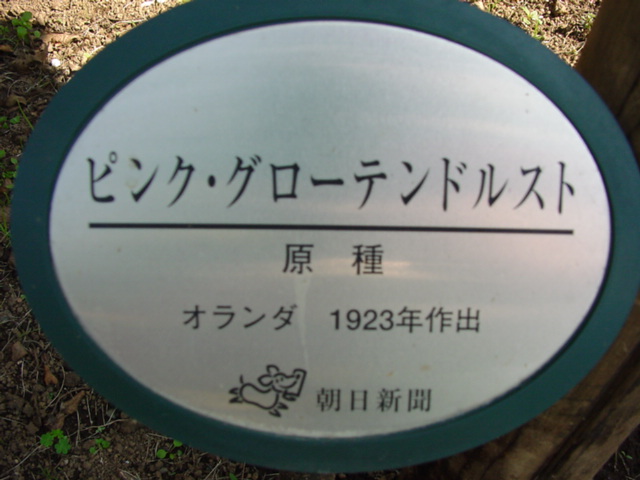 ピンク・グローテンドルスト
原種
オランダ　1923年作出
朝日新聞